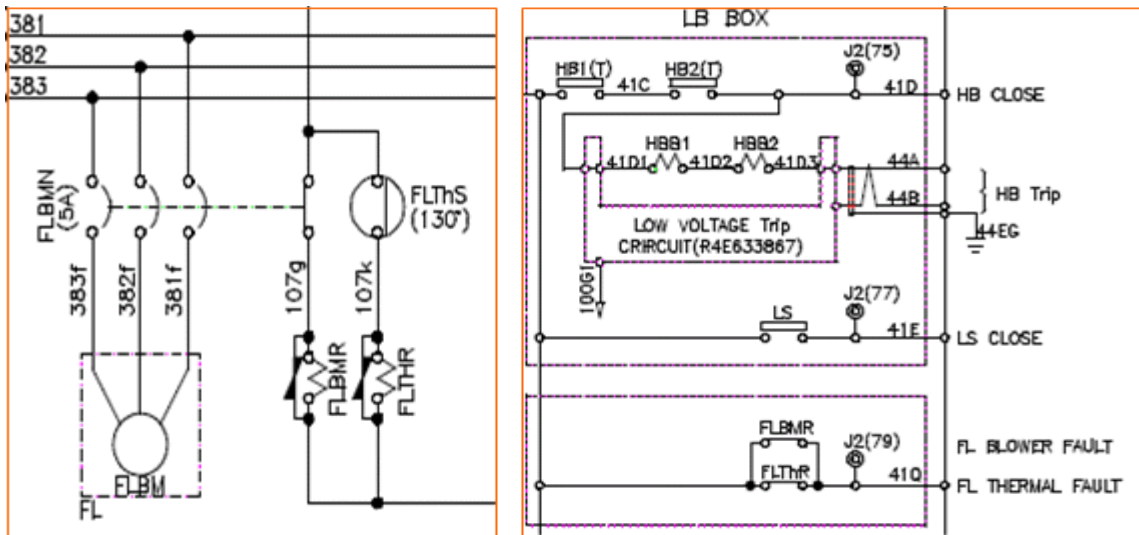 381
382
383
FLBMN
(5A)
FLThS
(130°)
383f
382f
381f
107g
107k
FLBMR
FLTHR
FLBM
FL
LB BOX
HB1(T)
41C
HB2(T)
J2(75)
41D
HB CLOSE
HBB1
HBB2
41D1
41D2
41D3
44A
44B
HB Trip
LOW VOLTAGE Trip
CRIRCUIT(R4E633867)
44EG
100G1
LS
J2(77)
41E
LS CLOSE
FLBMR
J2(79)
FL BLOWER FAULT
FLThR
41Q
FL THERMAL FAULT